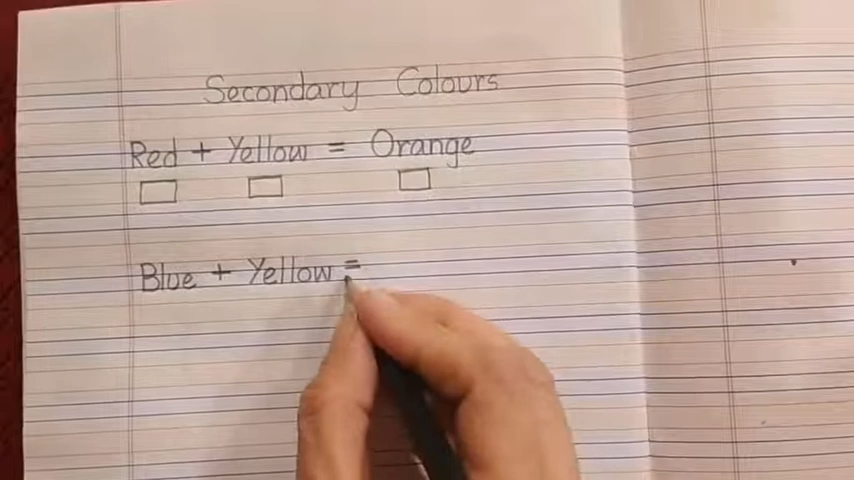 Secondary Colours
Red + Yellow = Orange
Blue + Yellow =